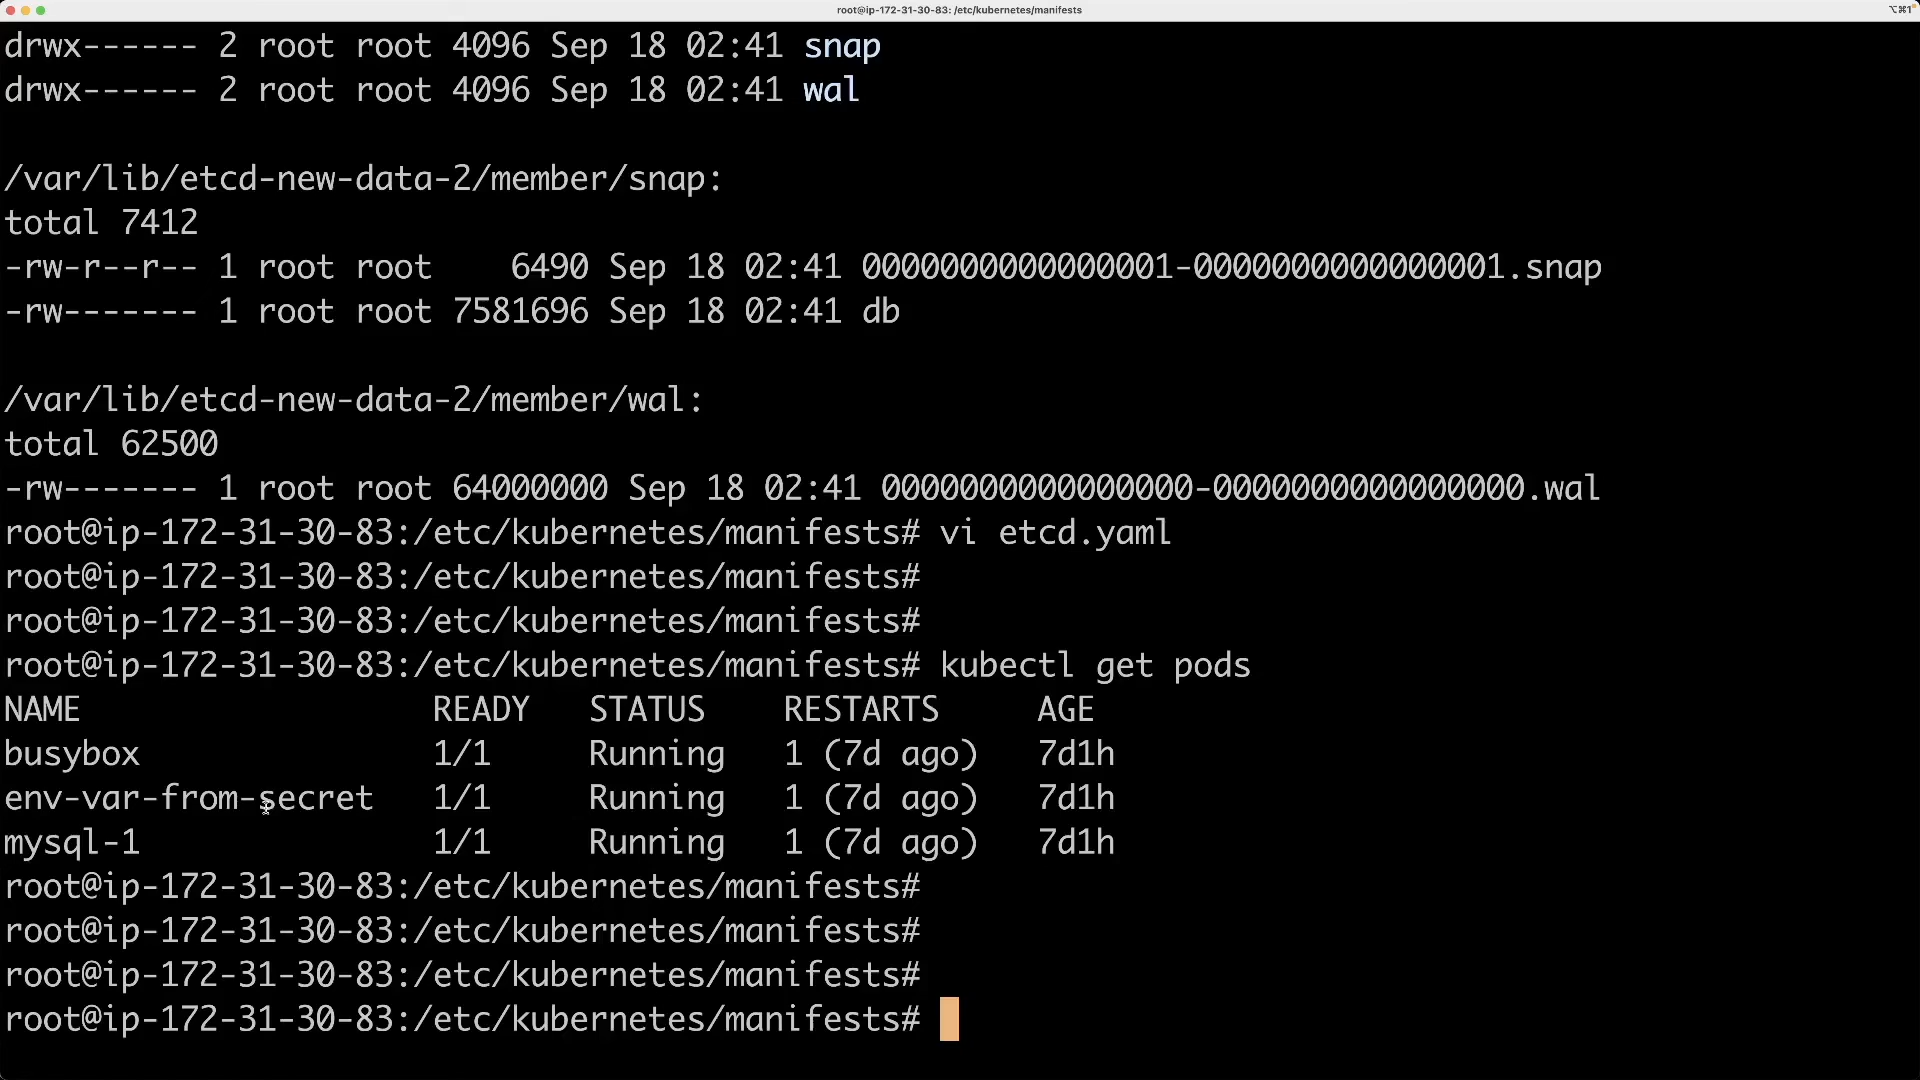 root@ip-172-31-30-83: /etc/kubernetes/manifests
⌥⌘1
drwx------ 2 root root 4096 Sep 18 02:41 snap
drwx------ 2 root root 4096 Sep 18 02:41 wal
/var/lib/etcd-new-data-2/member/snap:
total 7412
-rw-r--r-- 1 root root    6490 Sep 18 02:41 0000000000000001-0000000000000001.snap
-rw------- 1 root root 7581696 Sep 18 02:41 db
/var/lib/etcd-new-data-2/member/wal:
total 62500
-rw------- 1 root root 64000000 Sep 18 02:41 0000000000000000-0000000000000000.wal
root@ip-172-31-30-83:/etc/kubernetes/manifests# vi etcd.yaml
root@ip-172-31-30-83:/etc/kubernetes/manifests#
root@ip-172-31-30-83:/etc/kubernetes/manifests#
root@ip-172-31-30-83:/etc/kubernetes/manifests# kubectl get pods
NAME                  READY   STATUS    RESTARTS     AGE
busybox               1/1     Running   1 (7d ago)   7d1h
env-var-from-secret   1/1     Running   1 (7d ago)   7d1h
mysql-1               1/1     Running   1 (7d ago)   7d1h
root@ip-172-31-30-83:/etc/kubernetes/manifests#
root@ip-172-31-30-83:/etc/kubernetes/manifests#
root@ip-172-31-30-83:/etc/kubernetes/manifests#
root@ip-172-31-30-83:/etc/kubernetes/manifests#